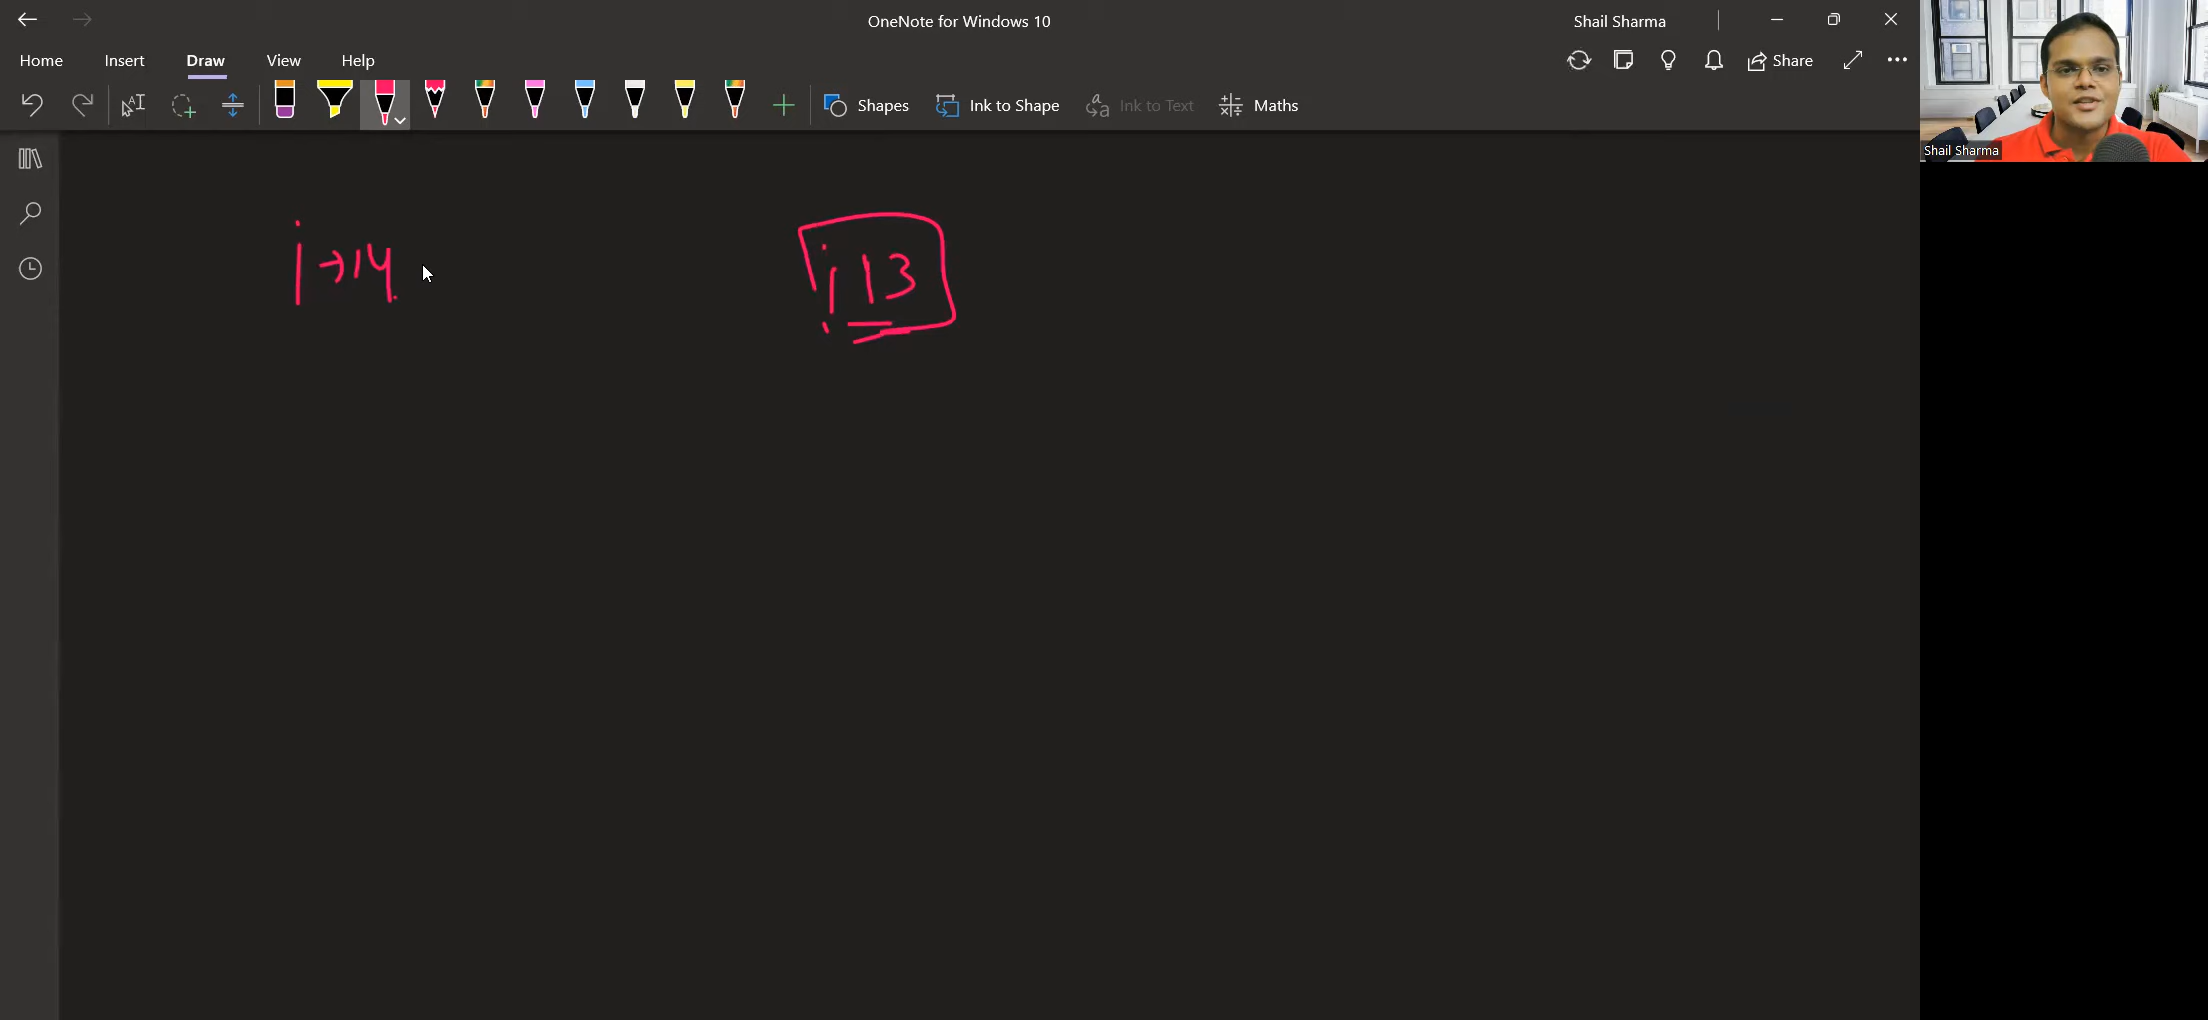 OneNote for Windows 10
Shail Sharma
Home Insert Draw View Help
Share
Shapes Ink to Shape Ink to Text Maths
Shail Sharma
i → 14
i 13